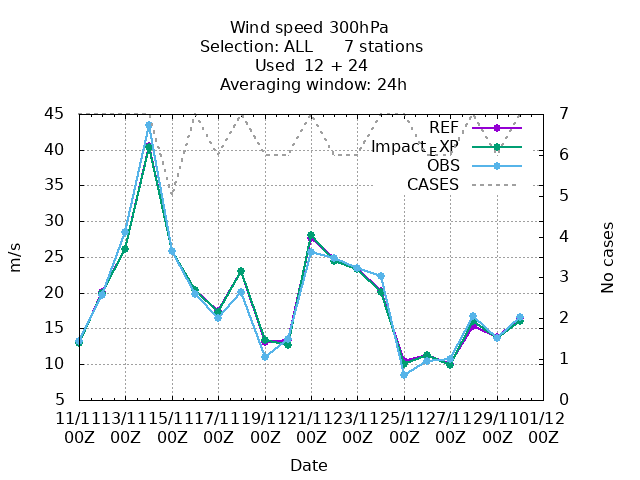 Wind speed 300hPa
Selection: ALL 7 stations
Used 12 + 24
Averaging window: 24h
45
40
35
30
25
20
15
10
5
7
6
5
4
3
2
1
0
m/s
No cases
REF
Impact_EXP
OBS
CASES
11/11 13/11 15/11 17/11 19/11 21/11 23/11 25/11 27/11 29/11 01/12
00Z 00Z 00Z 00Z 00Z 00Z 00Z 00Z 00Z 00Z 00Z
Date